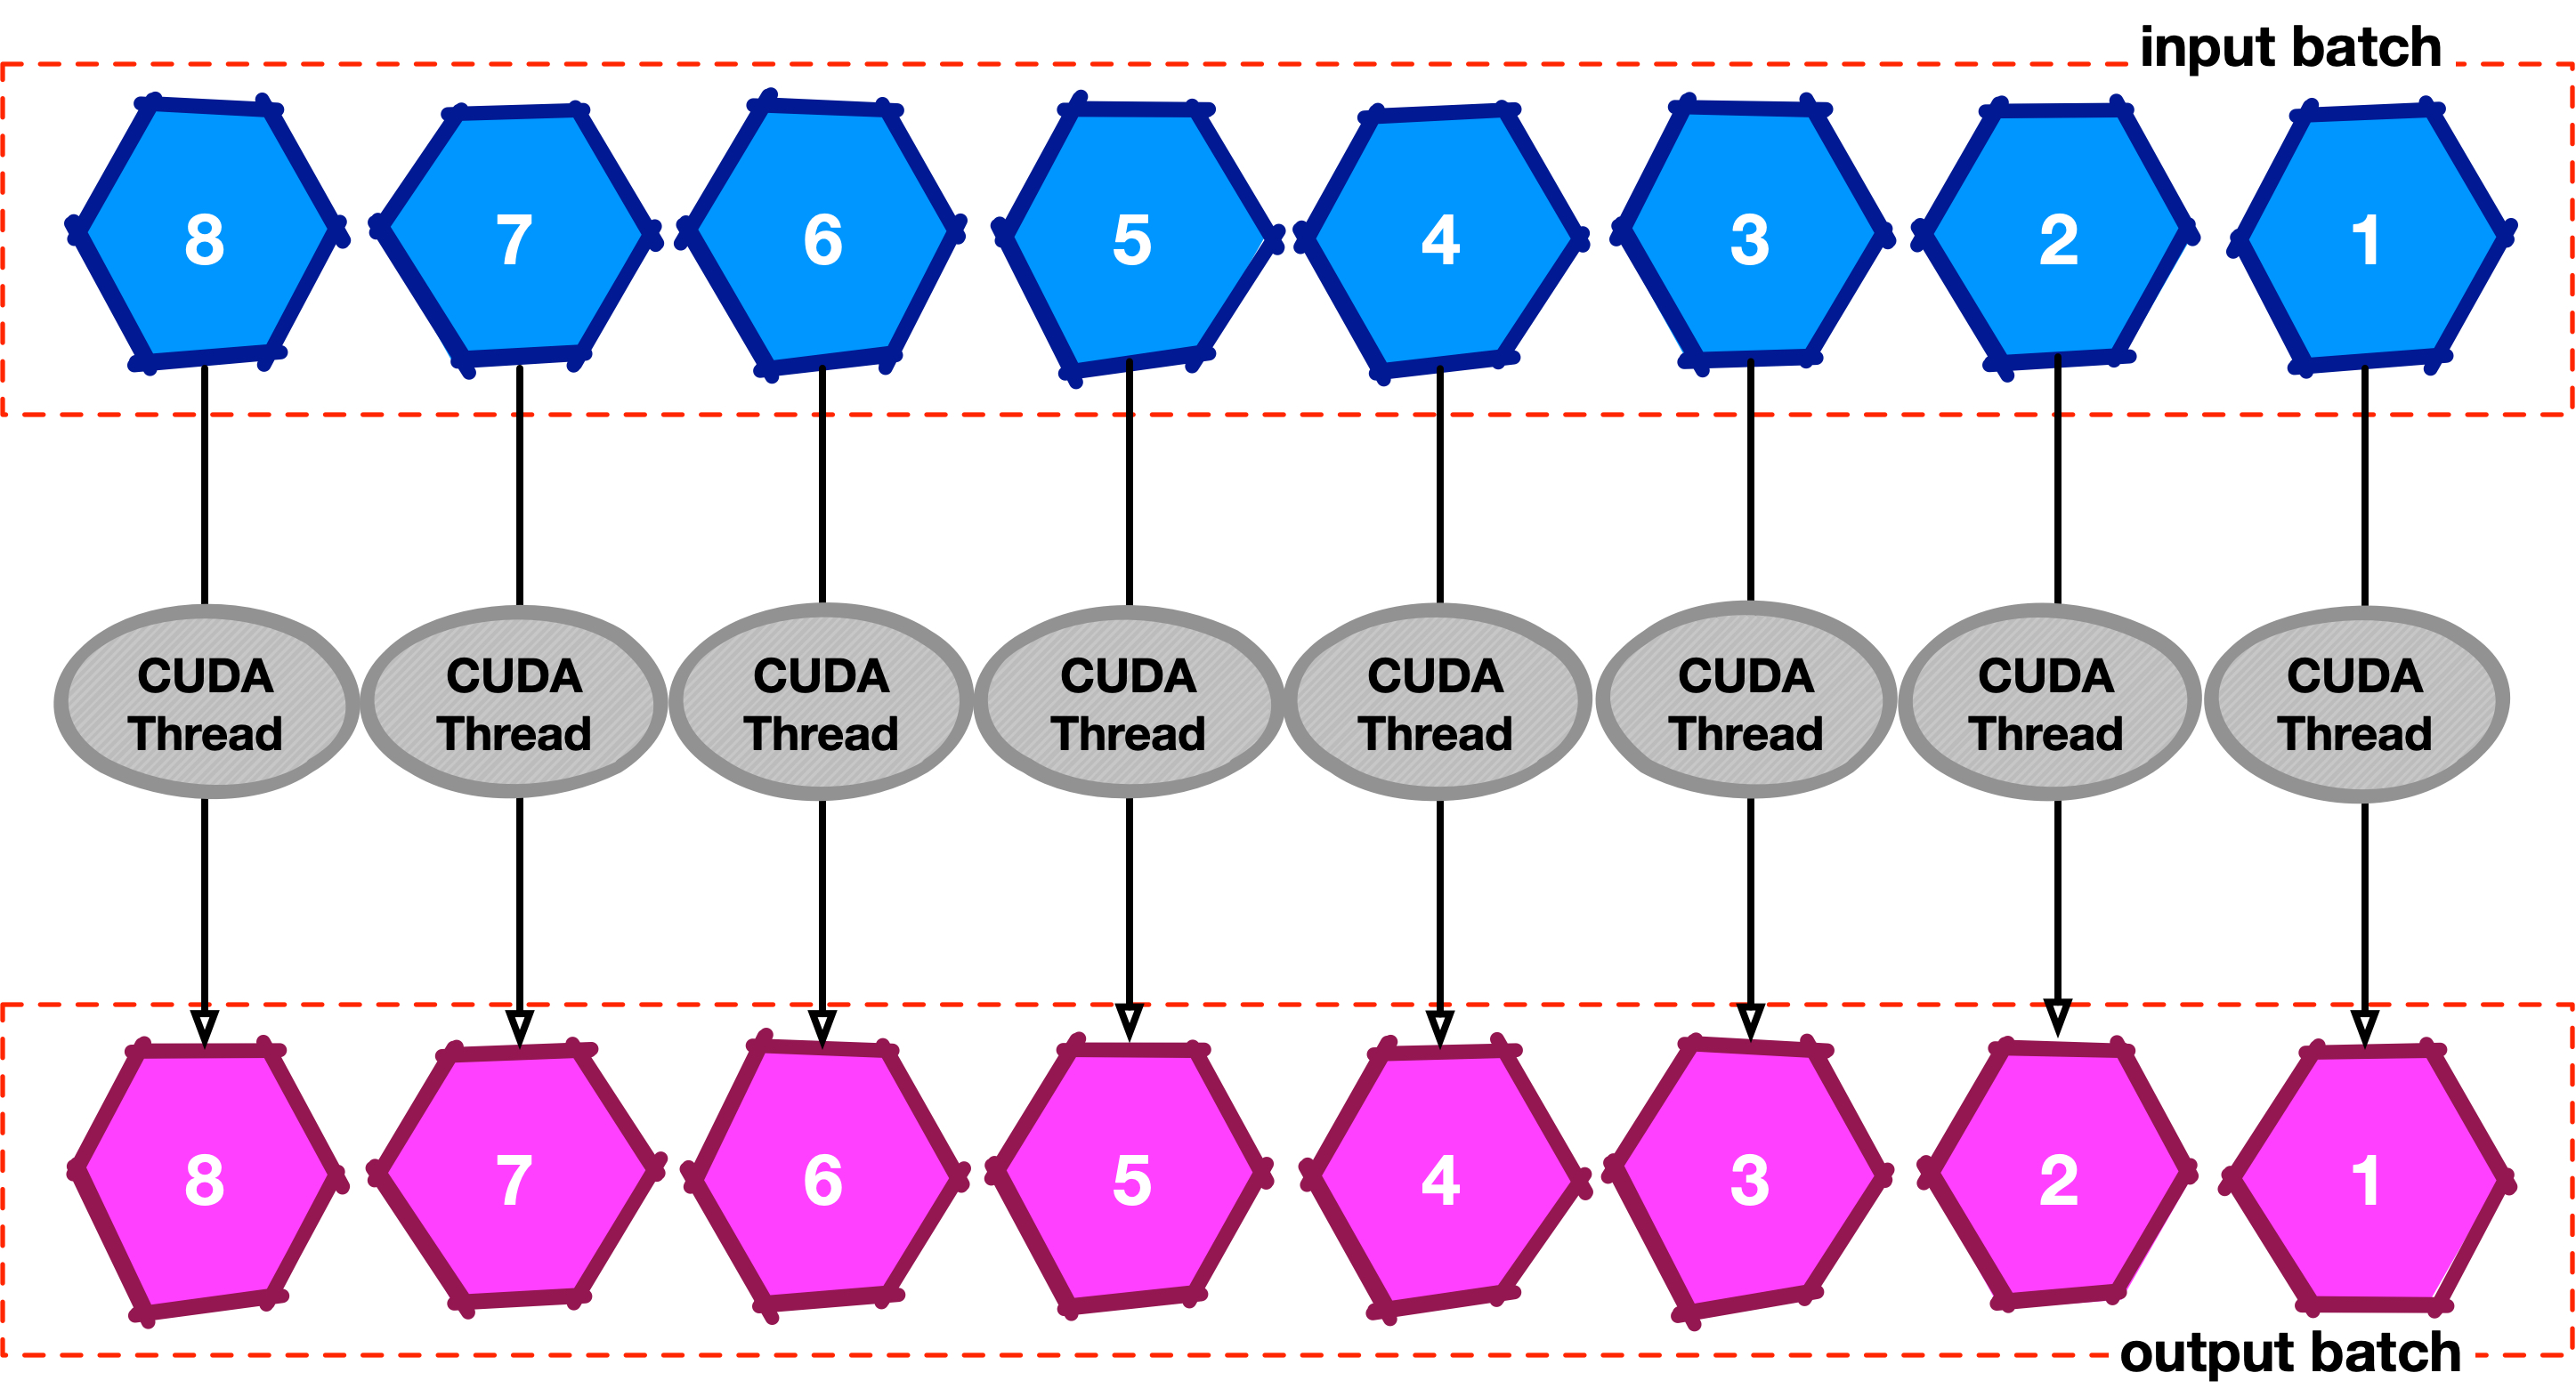 input batch
8 7 6 5 4 3 2 1
CUDA CUDA CUDA CUDA CUDA CUDA CUDA CUDA
Thread Thread Thread Thread Thread Thread Thread Thread
8 7 6 5 4 3 2 1
output batch